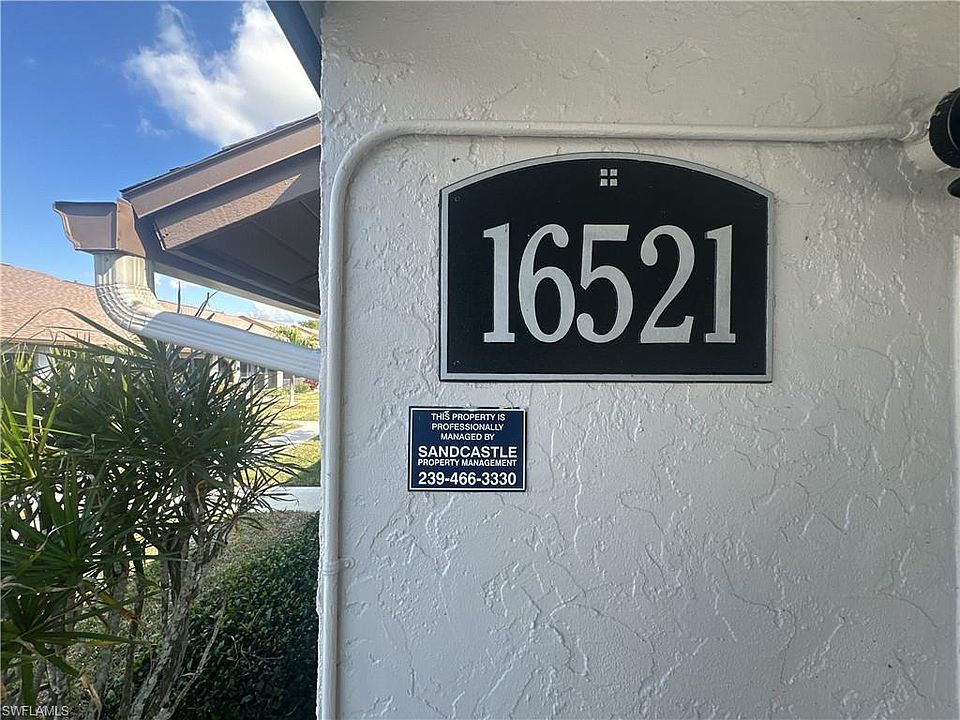 16521
THIS PROPERTY IS
PROFESSIONALLY
MANAGED BY
SANDCASTLE
PROPERTY MANAGEMENT
239-466-3330
SWFLAMLS